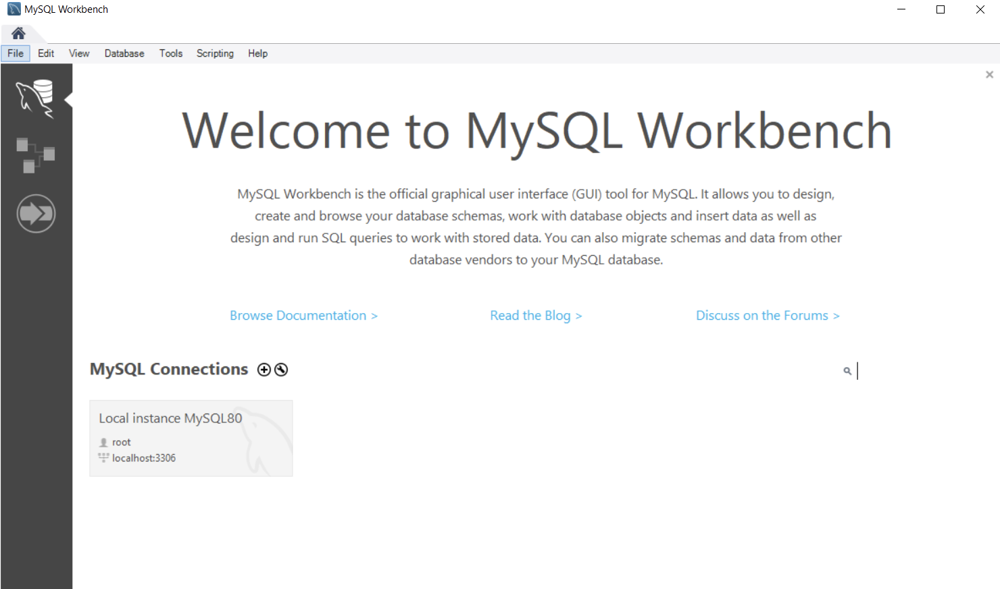 MySQL Workbench
File Edit View Database Tools Scripting Help
Welcome to MySQL Workbench
MySQL Workbench is the official graphical user interface (GUI) tool for MySQL. It allows you to design,
create and browse your database schemas, work with database objects and insert data as well as
design and run SQL queries to work with stored data. You can also migrate schemas and data from other
database vendors to your MySQL database.
Browse Documentation > Read the Blog > Discuss on the Forums >
MySQL Connections
Local instance MySQL80
root
localhost:3306